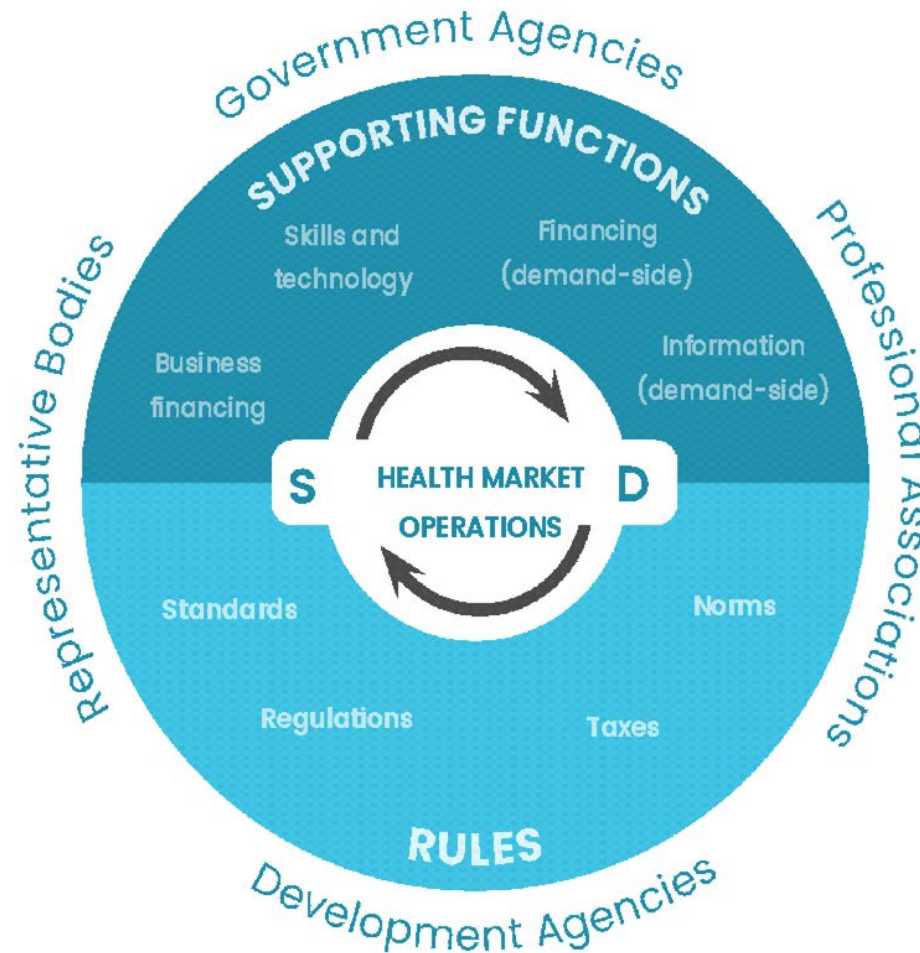 Government Agencies
SUPPORTING FUNCTIONS
Skills and
technology
Financing
(demand-side)
Business
financing
Information
(demand-side)
Representative Bodies
Professional Associations
S
HEALTH MARKET
OPERATIONS
D
Standards
Norms
Regulations
Taxes
RULES
Development Agencies